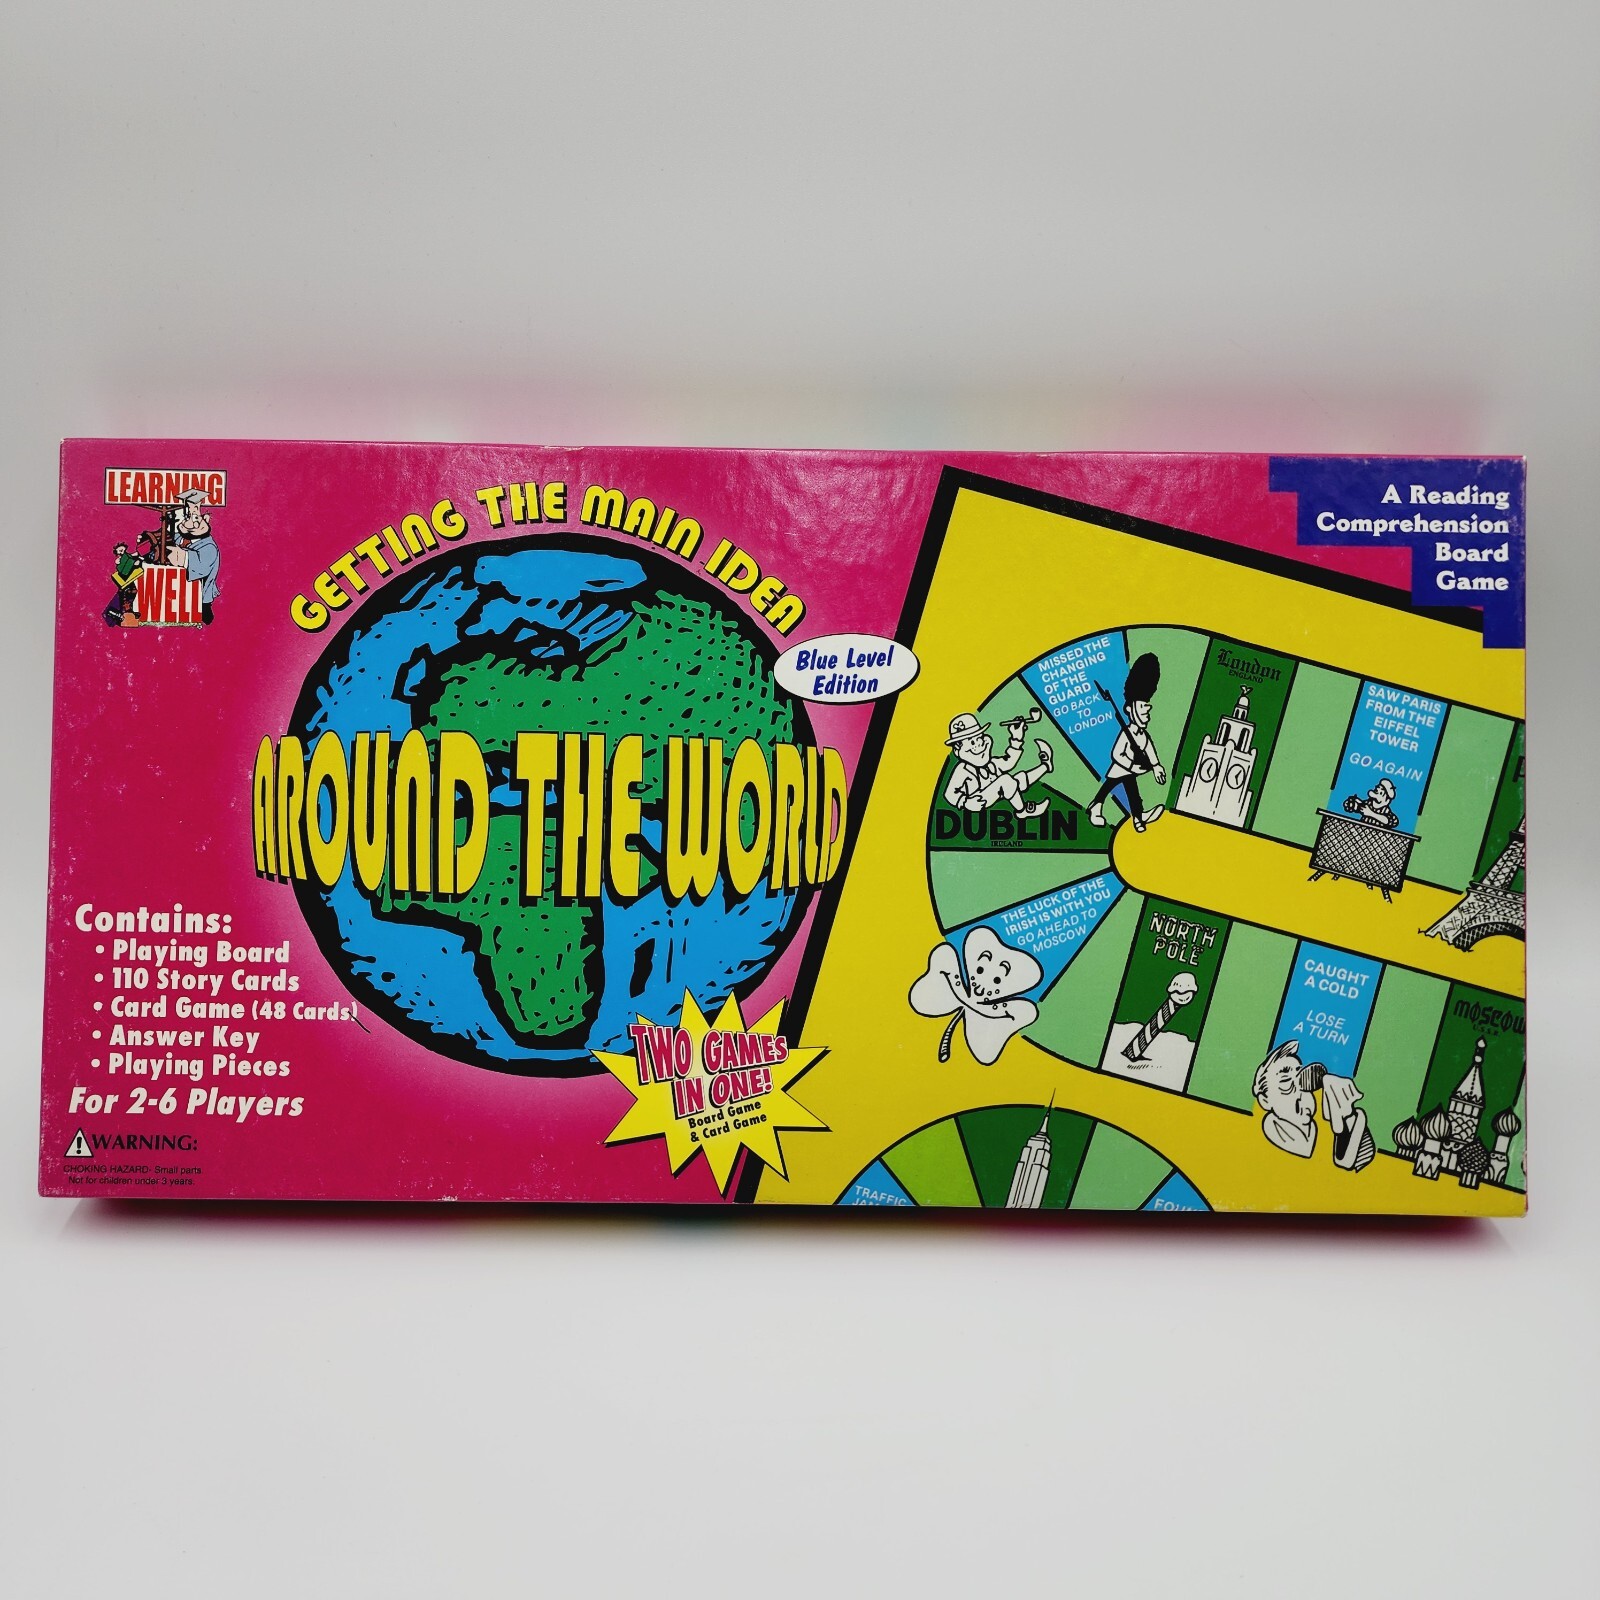 LEARNING
WELL
GETTING THE MAIN IDEA
AROUND THE WORLD
Blue Level
Edition
A Reading
Comprehension
Board
Game
Contains:
• Playing Board
• 110 Story Cards
• Card Game (48 Cards)
• Answer Key
• Playing Pieces
For 2-6 Players
WARNING:
CHOKING HAZARD- Small parts
Not for children under 3 years.
TWO GAMES
IN ONE!
Board Game
& Card Game
MISSED THE
CHANGING
OF THE
GUARD
GO BACK
TO
LONDON
London
ENGLAND
SAW PARIS
FROM THE
EIFFEL
TOWER
GO AGAIN
DUBLIN
IRELAND
THE LUCK OF THE
IRISH IS WITH YOU
GO AHEAD TO
MOSCOW
NORTH
POLE
CAUGHT
A COLD
LOSE
A TURN
MOSCOW
U.S.S.R.
TRAFFIC